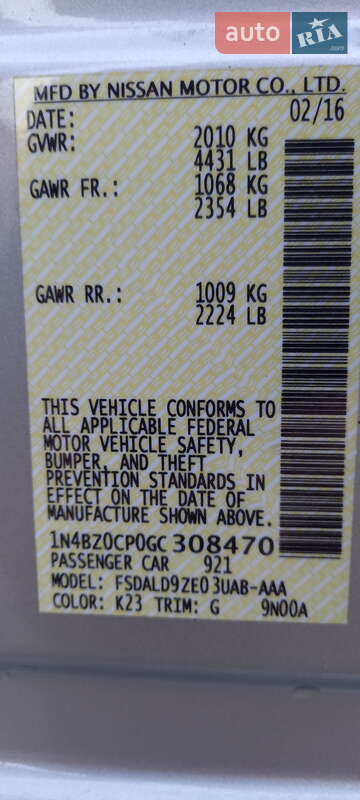 auto RIA.com
MFD BY NISSAN MOTOR CO., LTD.
DATE: 02/16
GVWR: 2010 KG
4431 LB
GAWR FR.: 1068 KG
2354 LB
GAWR RR.: 1009 KG
2224 LB
THIS VEHICLE CONFORMS TO
ALL APPLICABLE FEDERAL
MOTOR VEHICLE SAFETY,
BUMPER, AND THEFT
PREVENTION STANDARDS IN
EFFECT ON THE DATE OF
MANUFACTURE SHOWN ABOVE.
1N4BZ0CP0GC308470
PASSENGER CAR 921
MODEL: FSDALD9ZE03UAB-AAA
COLOR: K23 TRIM: G 9N00A